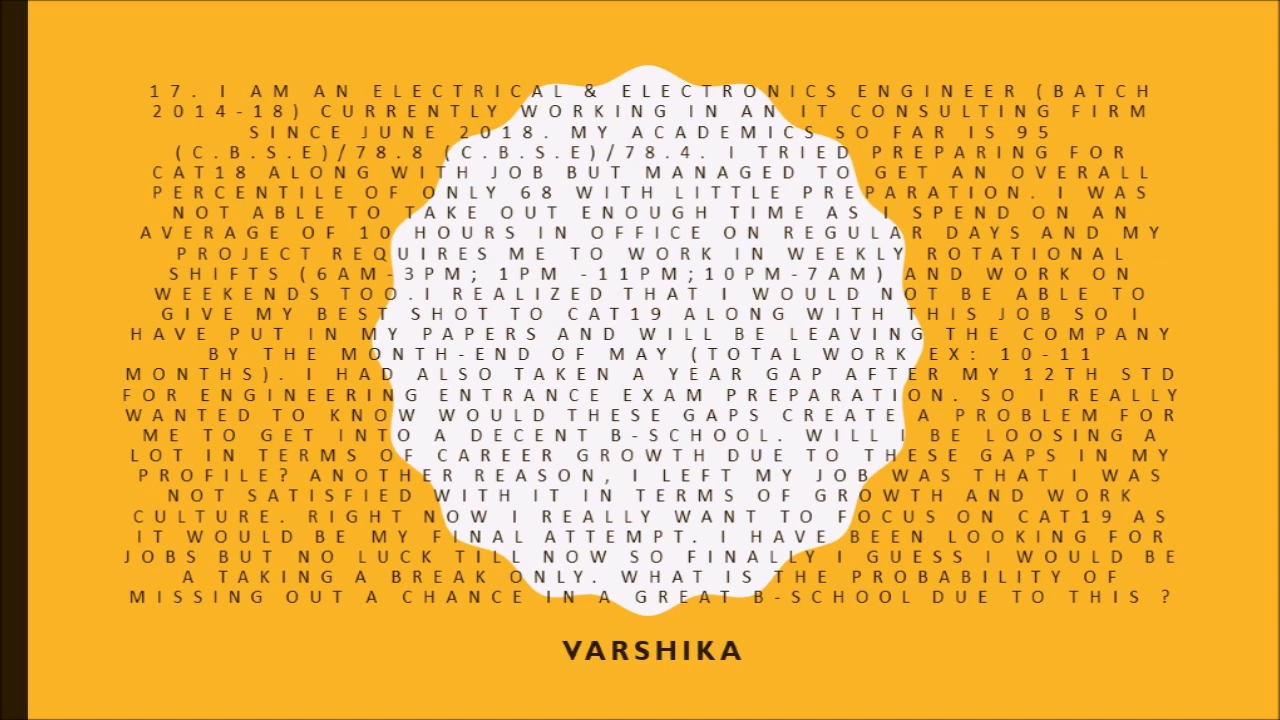 17. I AM AN ELECTRICAL & ELECTRONICS ENGINEER (BATCH
2014-18) CURRENTLY WORKING IN AN IT CONSULTING FIRM
SINCE JUNE 2018. MY ACADEMICS SO FAR IS 95
(C.B.S.E)/78.8 (C.B.S.E)/78.4. I TRIED PREPARING FOR
CAT18 ALONG WITH JOB BUT MANAGED TO GET AN OVERALL
PERCENTILE OF ONLY 68 WITH LITTLE PREPARATION. I WAS
NOT ABLE TO TAKE OUT ENOUGH TIME AS I SPEND ON AN
AVERAGE OF 10 HOURS IN OFFICE ON REGULAR DAYS AND MY
PROJECT REQUIRES ME TO WORK IN WEEKLY ROTATIONAL
SHIFTS (6AM-3PM; 1PM -11PM;10PM-7AM) AND WORK ON
WEEKENDS TOO.I REALIZED THAT I WOULD NOT BE ABLE TO
GIVE MY BEST SHOT TO CAT19 ALONG WITH THIS JOB SO I
HAVE PUT IN MY PAPERS AND WILL BE LEAVING THE COMPANY
BY THE MONTH-END OF MAY (TOTAL WORK EX: 10-11
MONTHS). I HAD ALSO TAKEN A YEAR GAP AFTER MY 12TH STD
FOR ENGINEERING ENTRANCE EXAM PREPARATION. SO I REALLY
WANTED TO KNOW WOULD THESE GAPS CREATE A PROBLEM FOR
ME TO GET INTO A DECENT B-SCHOOL. WILL I BE LOOSING A
LOT IN TERMS OF CAREER GROWTH DUE TO THESE GAPS IN MY
PROFILE? ANOTHER REASON, I LEFT MY JOB WAS THAT I WAS
NOT SATISFIED WITH IT IN TERMS OF GROWTH AND WORK
CULTURE. RIGHT NOW I REALLY WANT TO FOCUS ON CAT19 AS
IT WOULD BE MY FINAL ATTEMPT. I HAVE BEEN LOOKING FOR
JOBS BUT NO LUCK TILL NOW SO FINALLY I GUESS I WOULD BE
A TAKING A BREAK ONLY. WHAT IS THE PROBABILITY OF
MISSING OUT A CHANCE IN A GREAT B-SCHOOL DUE TO THIS ?
VARSHIKA